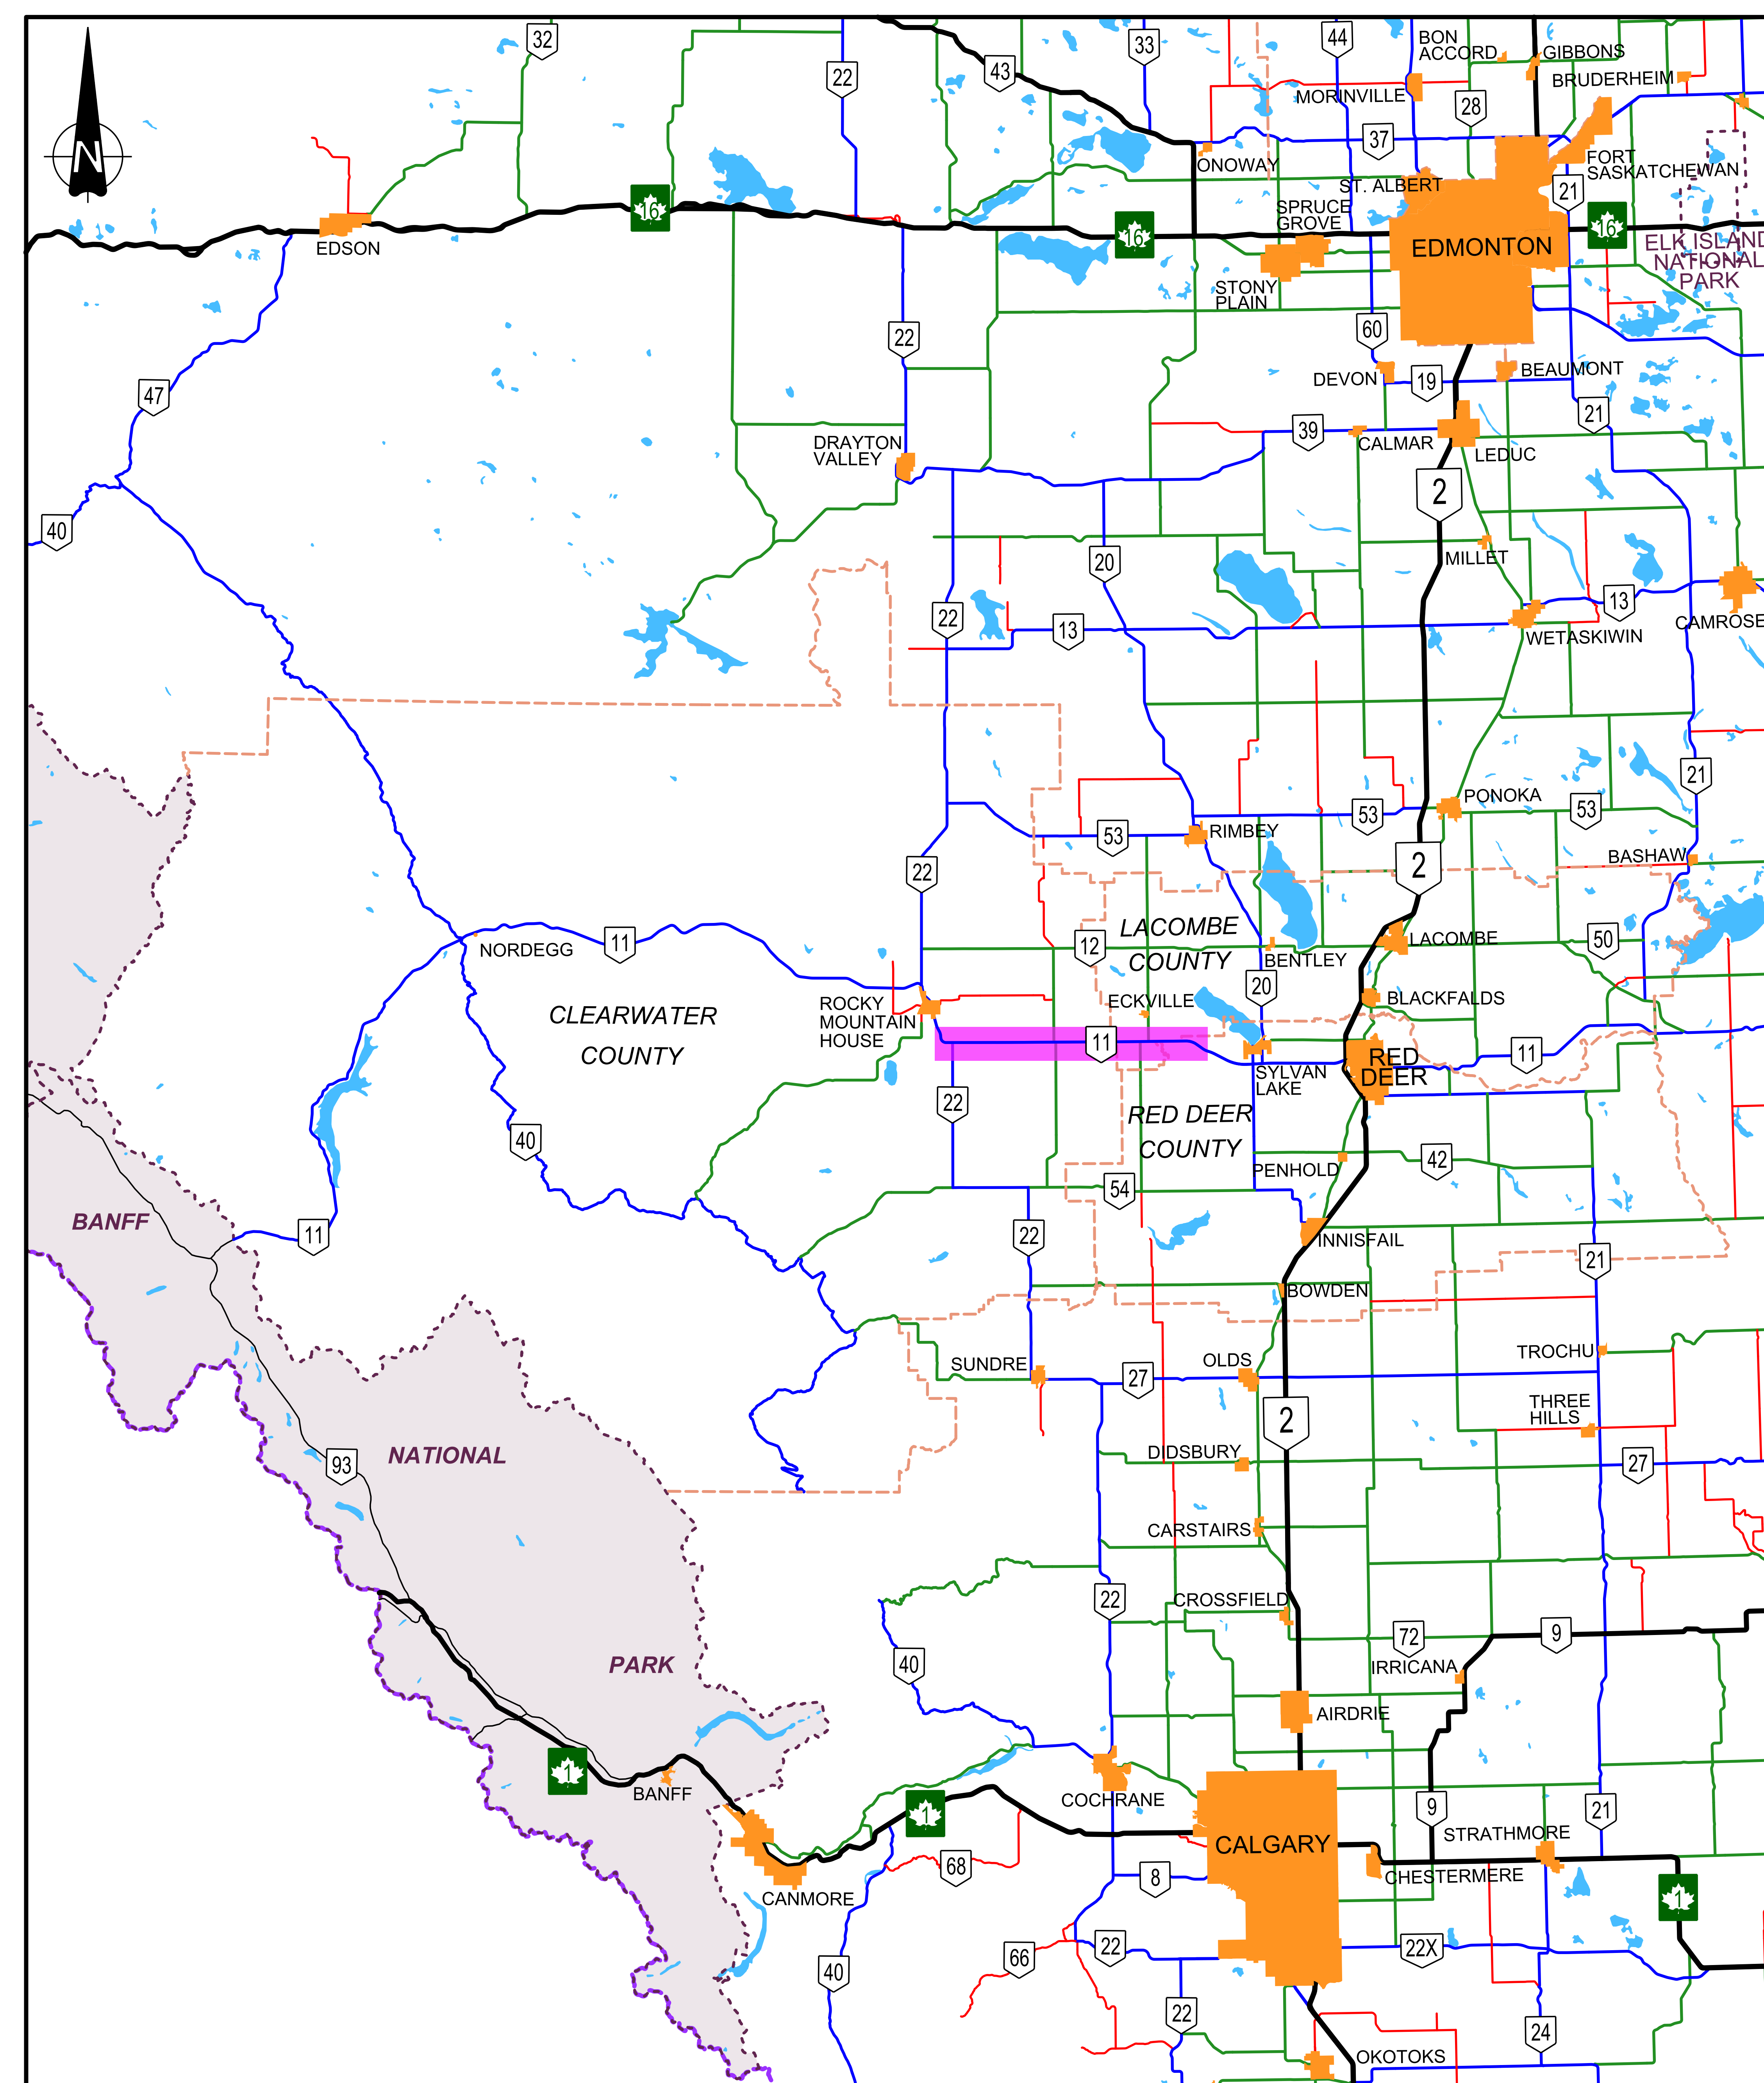 32
22
43
33
44
BON
ACCORD
GIBBONS
BRUDERHEIM
MORINVILLE
28
37
N
ONOWAY
ST. ALBERT
FORT
SASKATCHEWAN
21
16
16
16
SPRUCE
GROVE
EDSON
EDMONTON
ELK ISLAND
NATIONAL
PARK
STONY
PLAIN
22
60
DEVON
19
BEAUMONT
47
21
39
CALMAR
LEDUC
DRAYTON
VALLEY
2
40
20
MILLET
22
13
13
WETASKIWIN
CAMROSE
21
PONOKA
53
53
53
RIMBEY
BASHAW
22
2
LACOMBE
COUNTY
NORDEGG
11
12
BENTLEY
LACOMBE
50
20
ROCKY
MOUNTAIN
HOUSE
ECKVILLE
BLACKFALDS
CLEARWATER
COUNTY
11
RED
DEER
11
SYLVAN
LAKE
22
RED DEER
COUNTY
40
PENHOLD
42
54
BANFF
11
22
INNISFAIL
21
BOWDEN
SUNDRE
27
OLDS
TROCHU
2
THREE
HILLS
NATIONAL
93
DIDSBURY
27
CARSTAIRS
22
CROSSFIELD
72
9
PARK
40
IRRICANA
AIRDRIE
1
BANFF
COCHRANE
1
9
21
CALGARY
STRATHMORE
68
8
CHESTERMERE
CANMORE
1
66
22
22X
40
22
24
OKOTOKS